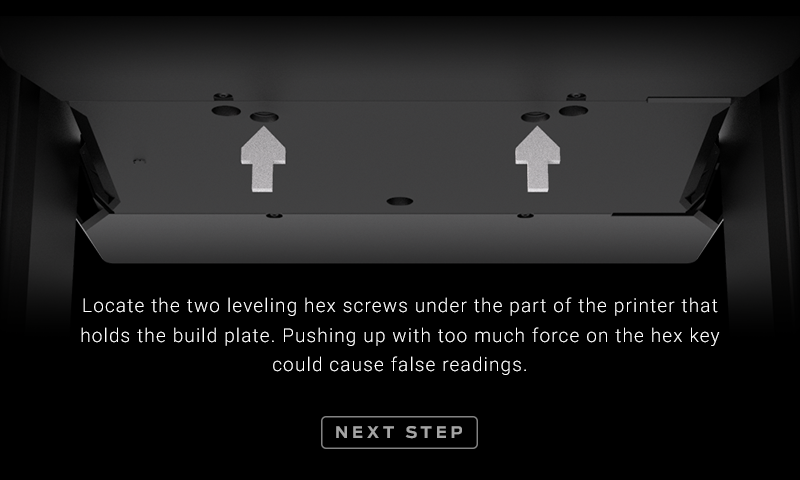 Locate the two leveling hex screws under the part of the printer that
holds the build plate. Pushing up with too much force on the hex key
could cause false readings.
NEXT STEP